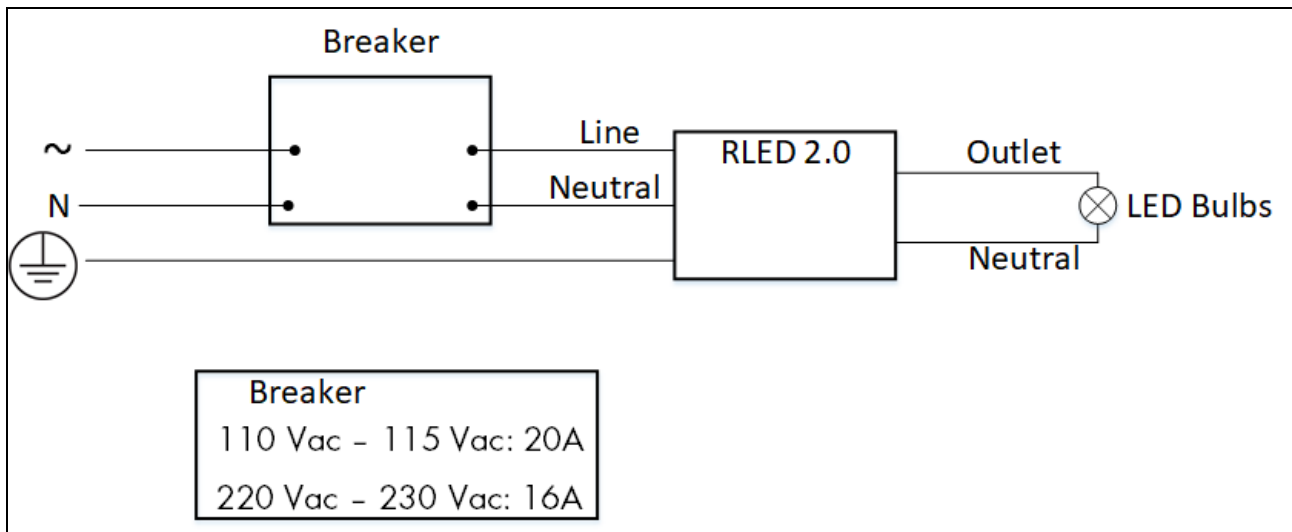 Breaker
~
Line
RLED 2.0
Outlet
N
Neutral
LED Bulbs
Neutral
Breaker
110 Vac – 115 Vac: 20A
220 Vac – 230 Vac: 16A